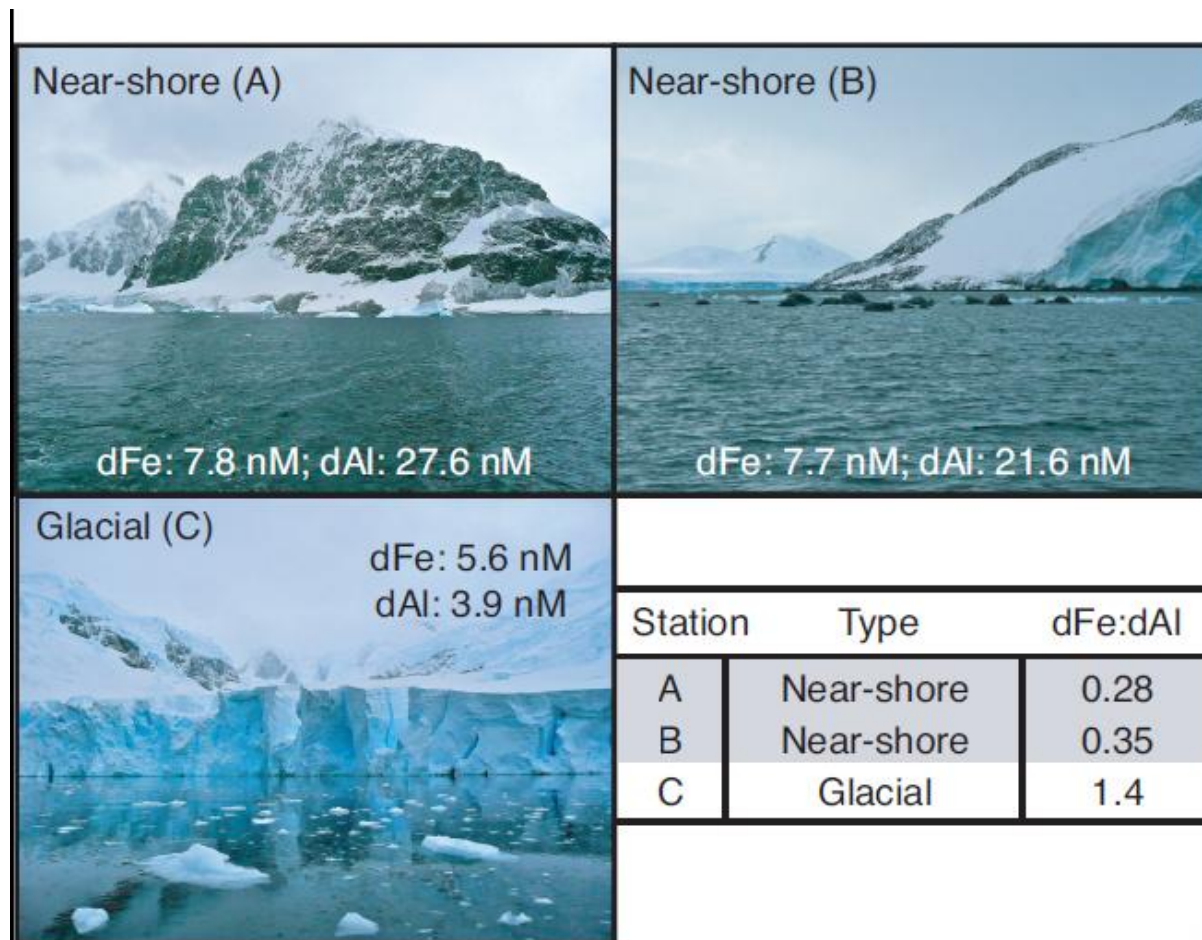 Near-shore (A)
Near-shore (B)
dFe: 7.8 nM; dAl: 27.6 nM
dFe: 7.7 nM; dAl: 21.6 nM
Glacial (C)
dFe: 5.6 nM
dAl: 3.9 nM
Station Type dFe:dAl
A Near-shore 0.28
B Near-shore 0.35
C Glacial 1.4